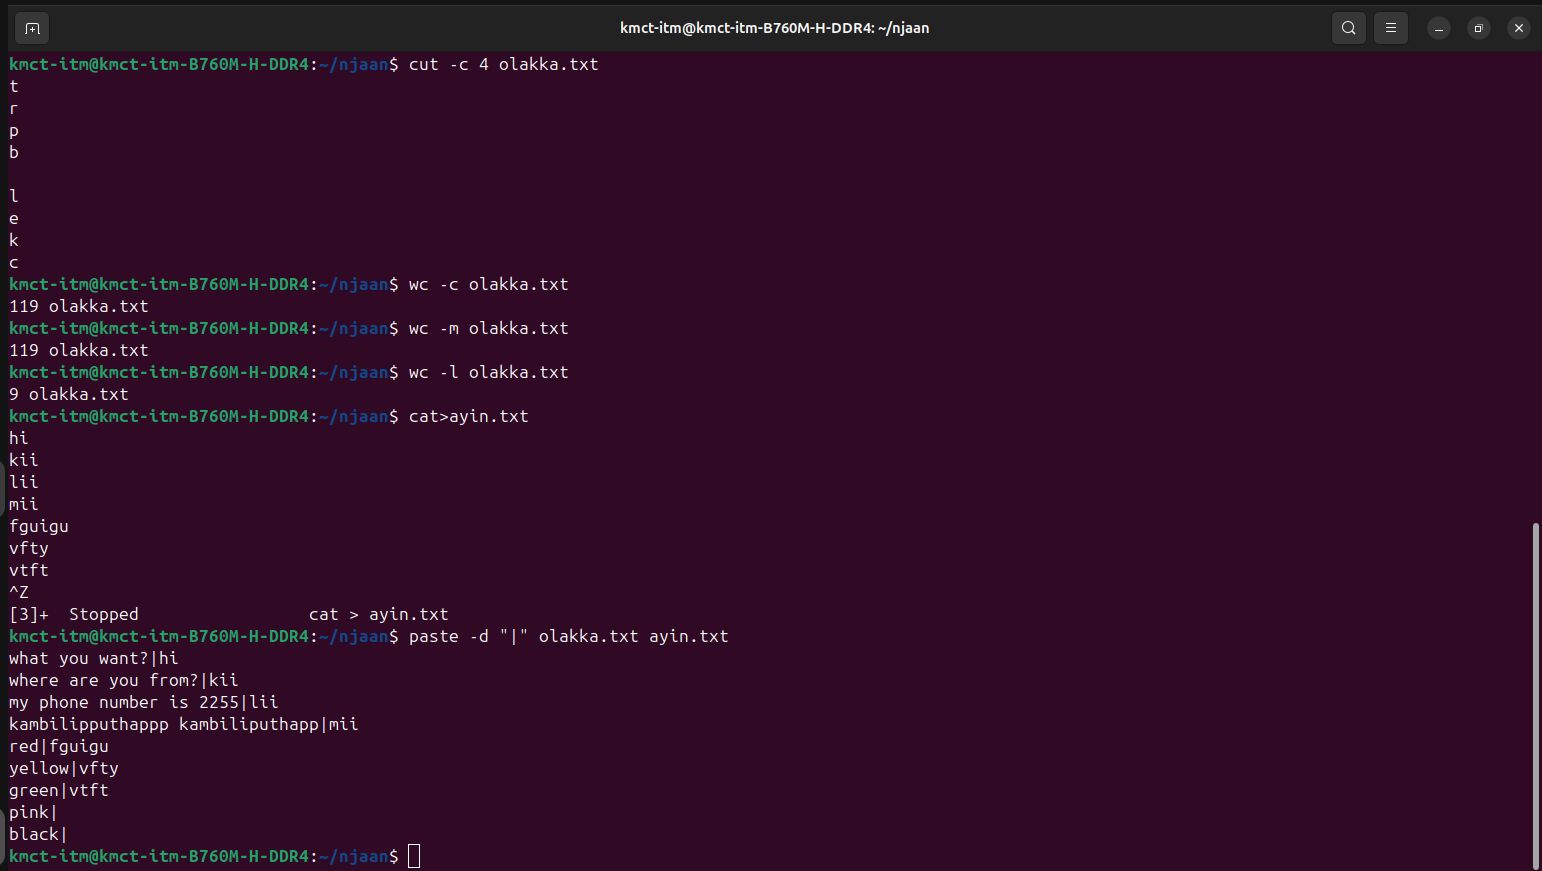 kmct-itm@kmct-itm-B760M-H-DDR4: ~/njaan
kmct-itm@kmct-itm-B760M-H-DDR4:~/njaan$ cut -c 4 olakka.txt
t
r
p
b

l
e
k
c
kmct-itm@kmct-itm-B760M-H-DDR4:~/njaan$ wc -c olakka.txt
119 olakka.txt
kmct-itm@kmct-itm-B760M-H-DDR4:~/njaan$ wc -m olakka.txt
119 olakka.txt
kmct-itm@kmct-itm-B760M-H-DDR4:~/njaan$ wc -l olakka.txt
9 olakka.txt
kmct-itm@kmct-itm-B760M-H-DDR4:~/njaan$ cat>ayin.txt
hi
kii
lii
mii
fguigu
vfty
vtft
^Z
[3]+  Stopped                 cat > ayin.txt
kmct-itm@kmct-itm-B760M-H-DDR4:~/njaan$ paste -d "|" olakka.txt ayin.txt
what you want?|hi
where are you from?|kii
my phone number is 2255|lii
kambilipputhappp kambiliputhapp|mii
red|fguigu
yellow|vfty
green|vtft
pink|
black|
kmct-itm@kmct-itm-B760M-H-DDR4:~/njaan$